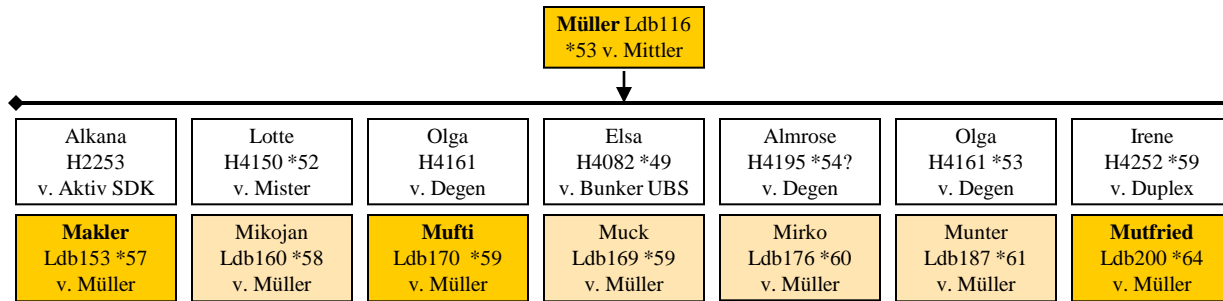 Müller Ldb116
*53 v. Mittler
Alkana
H2253
v. Aktiv SDK
Lotte
H4150 *52
v. Mister
Olga
H4161
v. Degen
Elsa
H4082 *49
v. Bunker UBS
Almrose
H4195 *54?
v. Degen
Olga
H4161 *53
v. Degen
Irene
H4252 *59
v. Duplex
Makler
Ldb153 *57
v. Müller
Mikojan
Ldb160 *58
v. Müller
Mufti
Ldb170 *59
v. Müller
Muck
Ldb169 *59
v. Müller
Mirko
Ldb176 *60
v. Müller
Munter
Ldb187 *61
v. Müller
Mutfried
Ldb200 *64
v. Müller